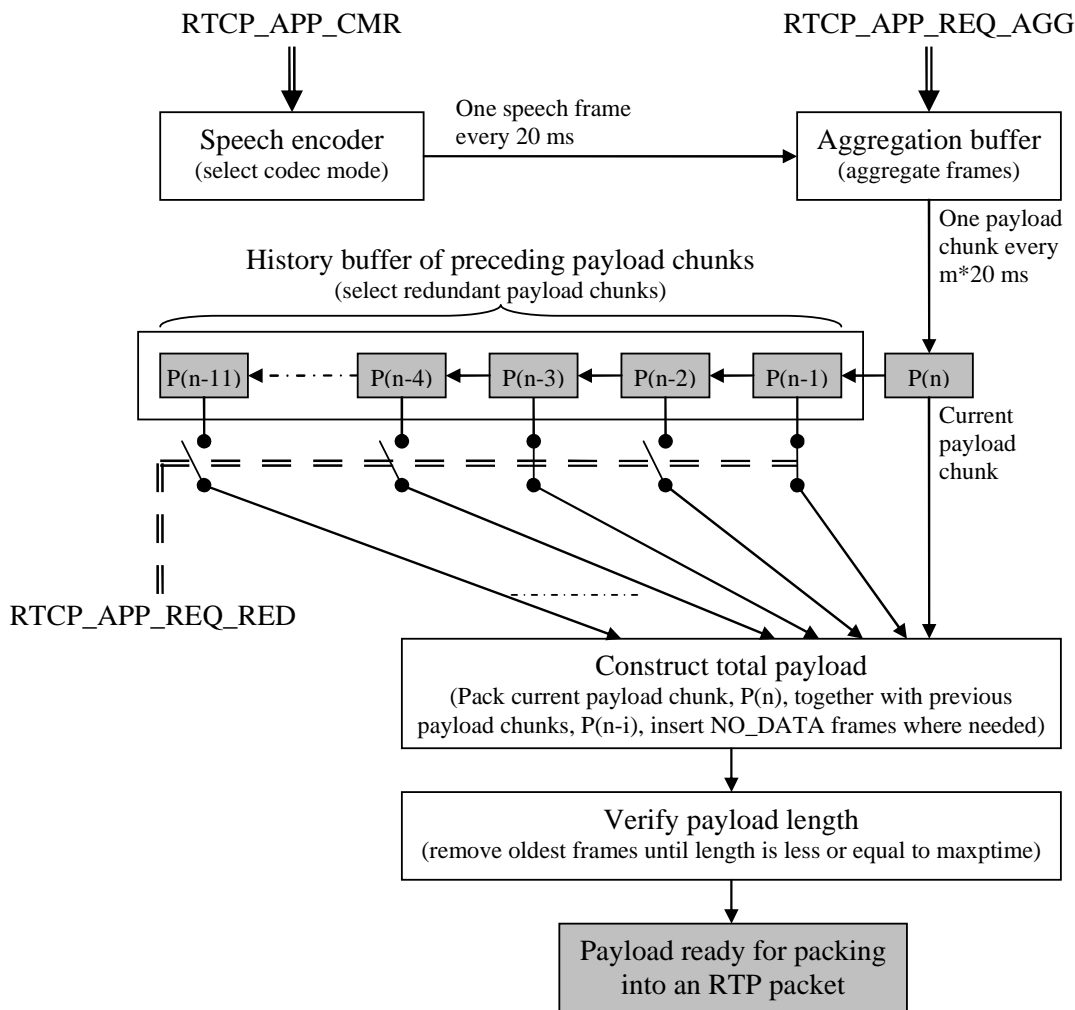 RTCP_APP_CMR
RTCP_APP_REQ_AGG
Speech encoder
(select codec mode)
One speech frame
every 20 ms
Aggregation buffer
(aggregate frames)
One payload
chunk every
m*20 ms
History buffer of preceding payload chunks
(select redundant payload chunks)
P(n-11)
P(n-4)
P(n-3)
P(n-2)
P(n-1)
P(n)
Current
payload
chunk
RTCP_APP_REQ_RED
Construct total payload
(Pack current payload chunk, P(n), together with previous
payload chunks, P(n-i), insert NO_DATA frames where needed)
Verify payload length
(remove oldest frames until length is less or equal to maxptime)
Payload ready for packing
into an RTP packet